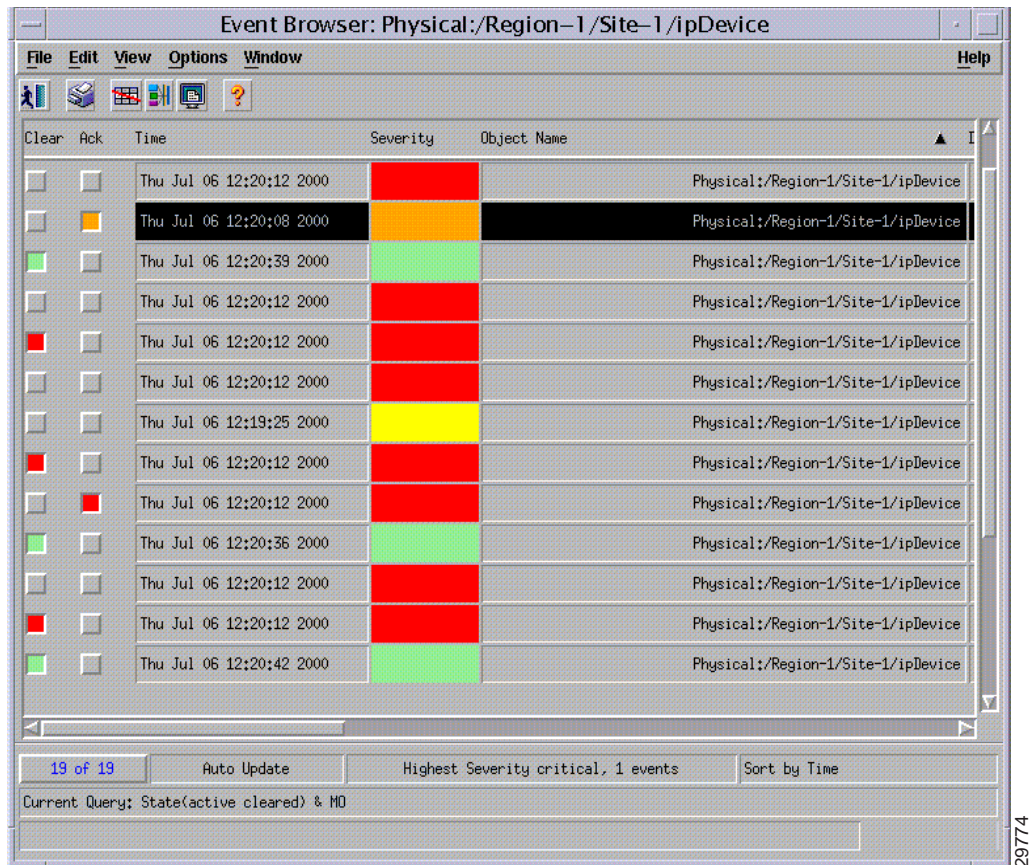 Event Browser: Physical:/Region-1/Site-1/ipDevice
File Edit View Options Window Help
?
Clear Ack Time Severity Object Name
Thu Jul 06 12:20:12 2000 Physical:/Region-1/Site-1/ipDevice
Thu Jul 06 12:20:08 2000 Physical:/Region-1/Site-1/ipDevice
Thu Jul 06 12:20:39 2000 Physical:/Region-1/Site-1/ipDevice
Thu Jul 06 12:20:12 2000 Physical:/Region-1/Site-1/ipDevice
Thu Jul 06 12:20:12 2000 Physical:/Region-1/Site-1/ipDevice
Thu Jul 06 12:20:12 2000 Physical:/Region-1/Site-1/ipDevice
Thu Jul 06 12:19:25 2000 Physical:/Region-1/Site-1/ipDevice
Thu Jul 06 12:20:12 2000 Physical:/Region-1/Site-1/ipDevice
Thu Jul 06 12:20:12 2000 Physical:/Region-1/Site-1/ipDevice
Thu Jul 06 12:20:36 2000 Physical:/Region-1/Site-1/ipDevice
Thu Jul 06 12:20:12 2000 Physical:/Region-1/Site-1/ipDevice
Thu Jul 06 12:20:12 2000 Physical:/Region-1/Site-1/ipDevice
Thu Jul 06 12:20:42 2000 Physical:/Region-1/Site-1/ipDevice
19 of 19 Auto Update Highest Severity critical, 1 events Sort by Time
Current Query: State(active cleared) & MO
29774